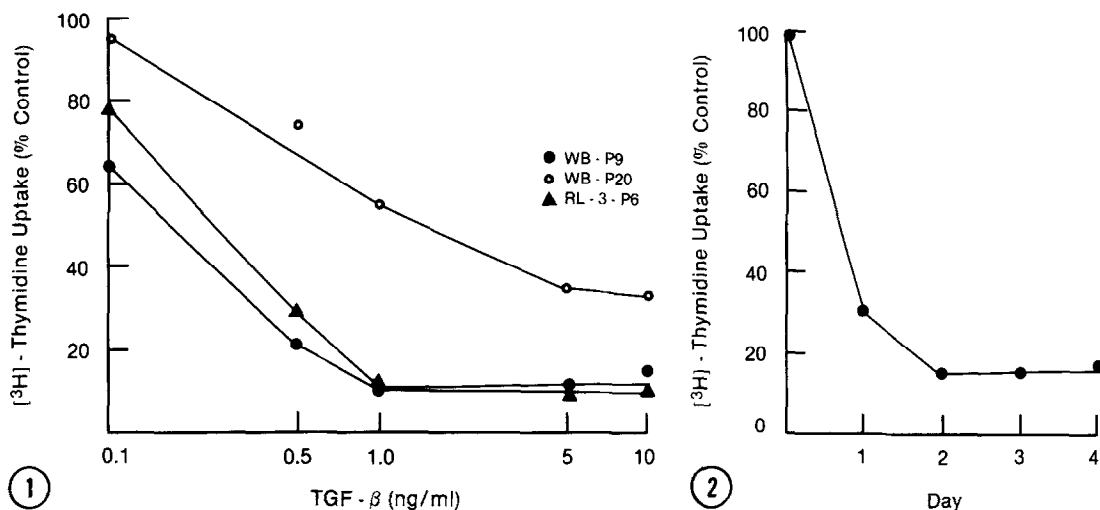 [³H] - Thymidine Uptake (% Control)
100
80
60
40
20
0.1 0.5 1.0 5 10
TGF - β (ng/ml)
WB - P9
WB - P20
RL - 3 - P6
1
[³H] - Thymidine Uptake (% Control)
100
80
60
40
20
0
1 2 3 4
Day
2